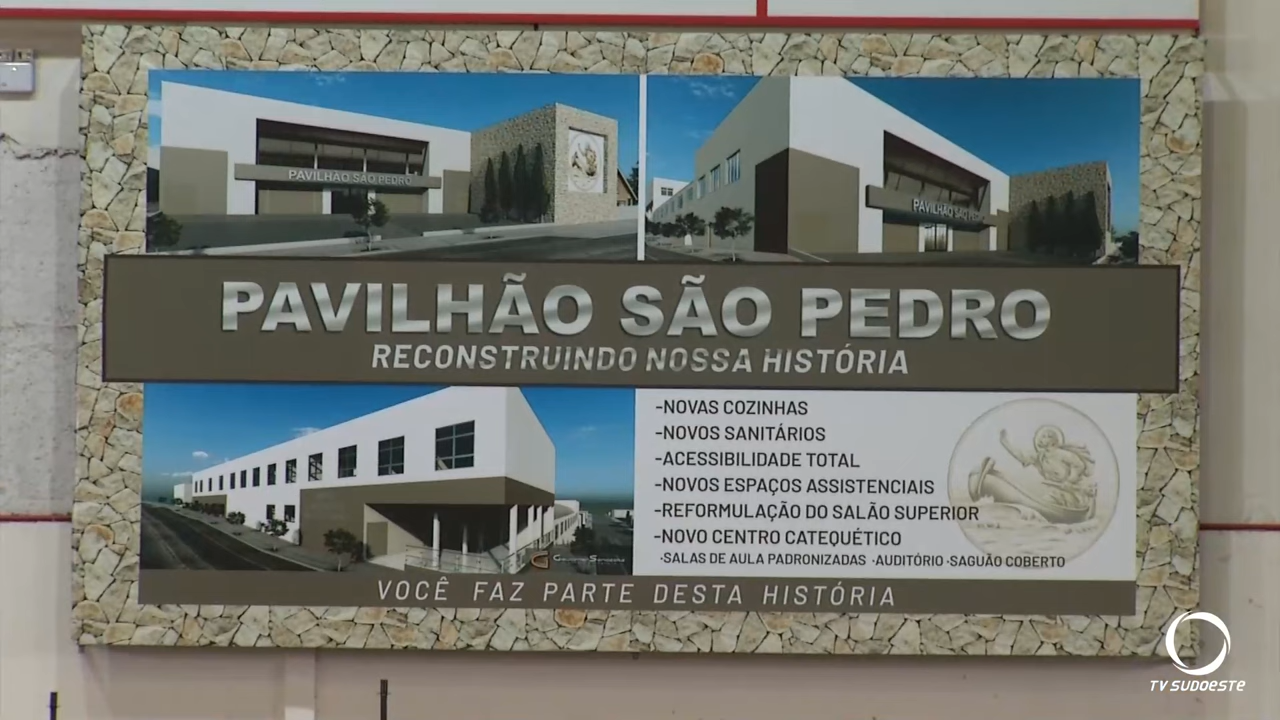 PAVILHÃO SÃO PEDRO
PAVILHÃO SÃO PEDRO
PAVILHÃO SÃO PEDRO
RECONSTRUINDO NOSSA HISTÓRIA
-NOVAS COZINHAS
-NOVOS SANITÁRIOS
-ACESSIBILIDADE TOTAL
-NOVOS ESPAÇOS ASSISTENCIAIS
-REFORMULAÇÃO DO SALÃO SUPERIOR
-NOVO CENTRO CATEQUÉTICO
·SALAS DE AULA PADRONIZADAS ·AUDITÓRIO ·SAGUÃO COBERTO
VOCÊ FAZ PARTE DESTA HISTÓRIA
TV SUDOESTE